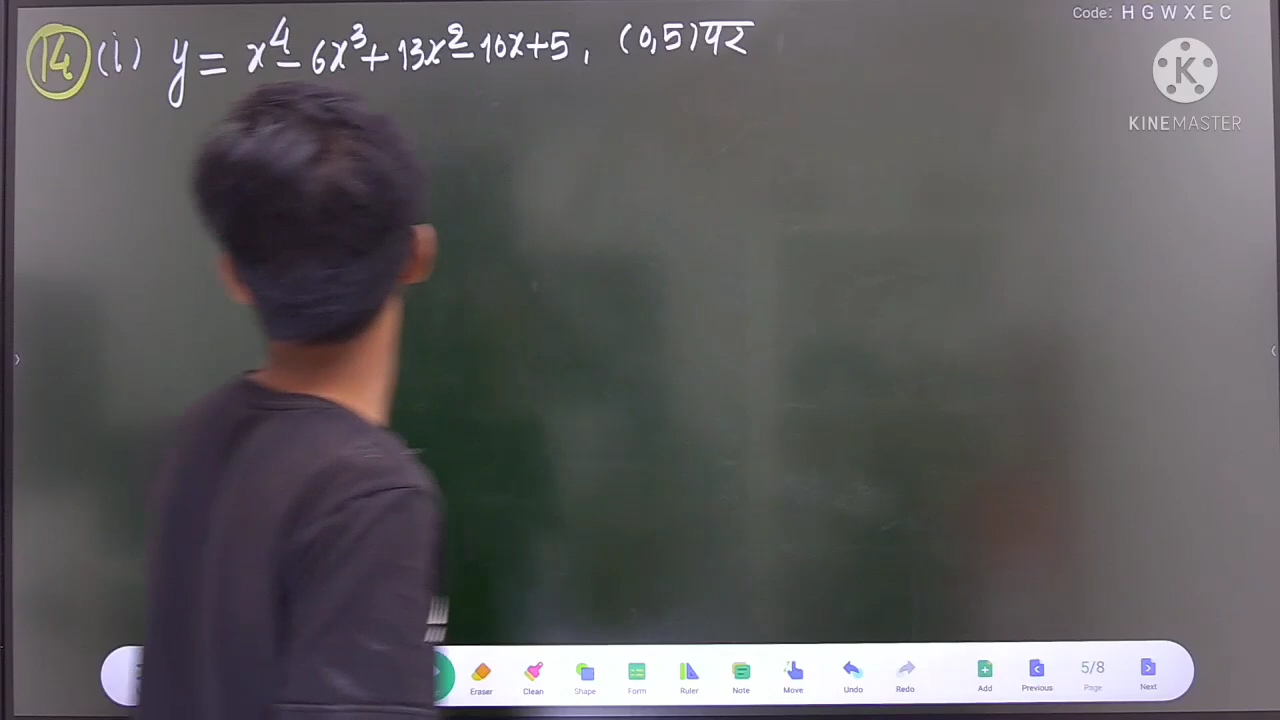 Code: HGWXEC
14 (i) y = x⁴ - 6x³ + 13x² - 10x + 5, (0,5) पर
K
KINEMASTER
Eraser Clean Shape Form Ruler Note Move Undo Redo Add Previous 5/8 Page Next